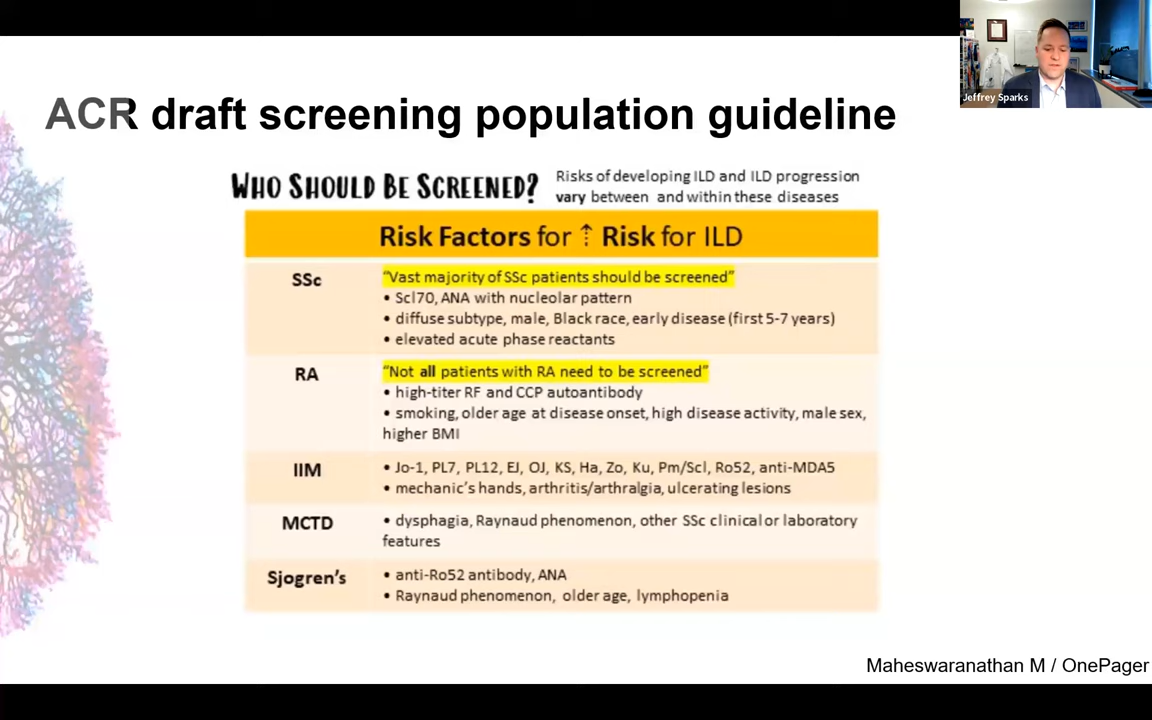 Jeffrey Sparks
ACR draft screening population guideline
WHO SHOULD BE SCREENED?
Risks of developing ILD and ILD progression
vary between and within these diseases
Risk Factors for ⇡ Risk for ILD
SSc
“Vast majority of SSc patients should be screened”
• Scl70, ANA with nucleolar pattern
• diffuse subtype, male, Black race, early disease (first 5-7 years)
• elevated acute phase reactants
RA
“Not all patients with RA need to be screened”
• high-titer RF and CCP autoantibody
• smoking, older age at disease onset, high disease activity, male sex,
higher BMI
IIM
• Jo-1, PL7, PL12, EJ, OJ, KS, Ha, Zo, Ku, Pm/Scl, Ro52, anti-MDA5
• mechanic's hands, arthritis/arthralgia, ulcerating lesions
MCTD
• dysphagia, Raynaud phenomenon, other SSc clinical or laboratory
features
Sjogren's
• anti-Ro52 antibody, ANA
• Raynaud phenomenon, older age, lymphopenia
Maheswaranathan M / OnePager